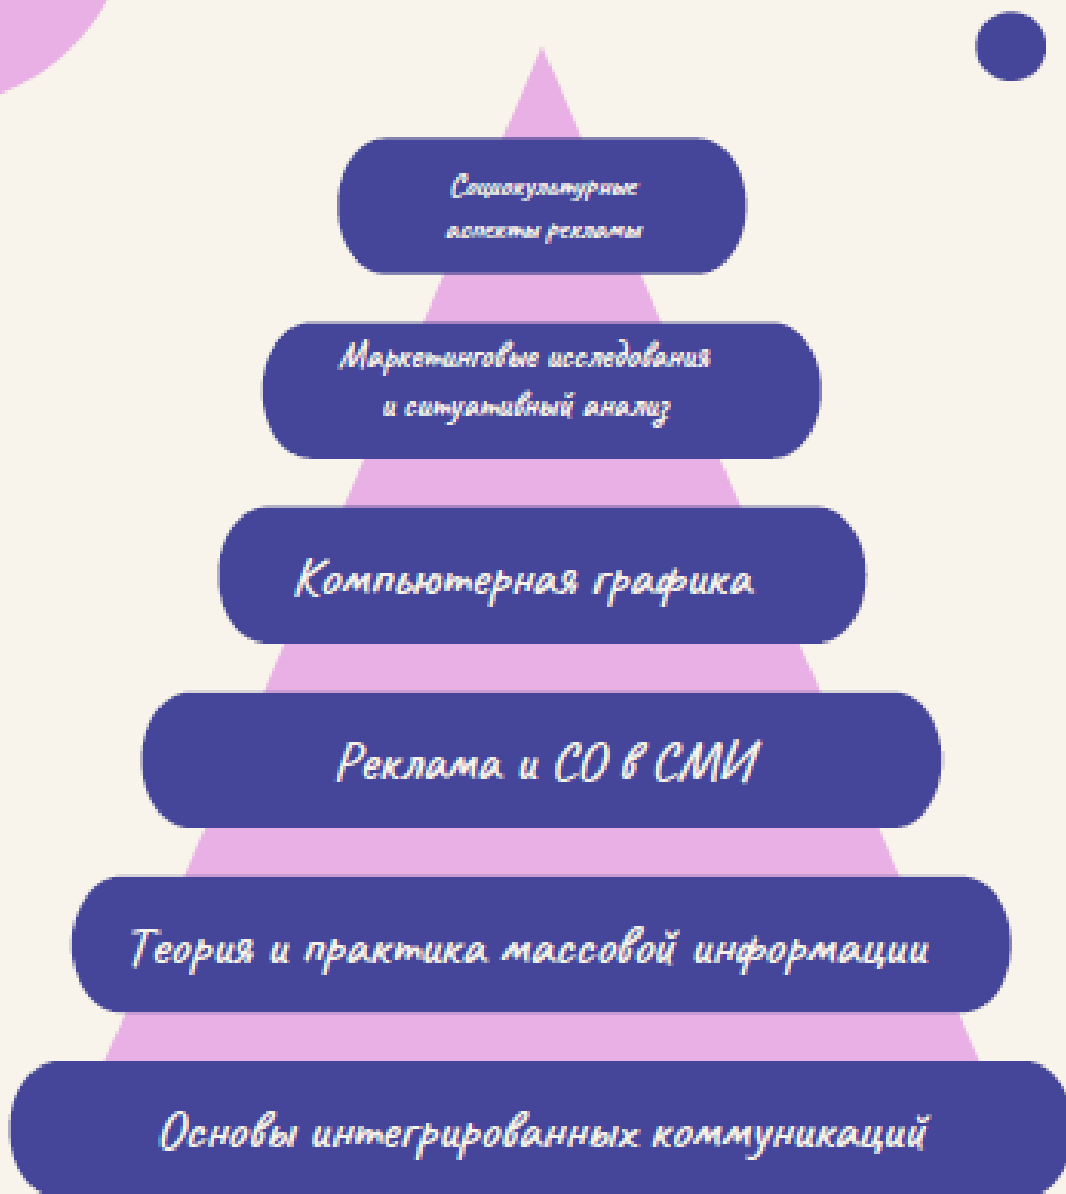 Социокультурные
аспекты рекламы
Маркетинговые исследования
и ситуативный анализ
Компьютерная графика
Реклама и СО в СМИ
Теория и практика массовой информации
Основы интегрированных коммуникаций